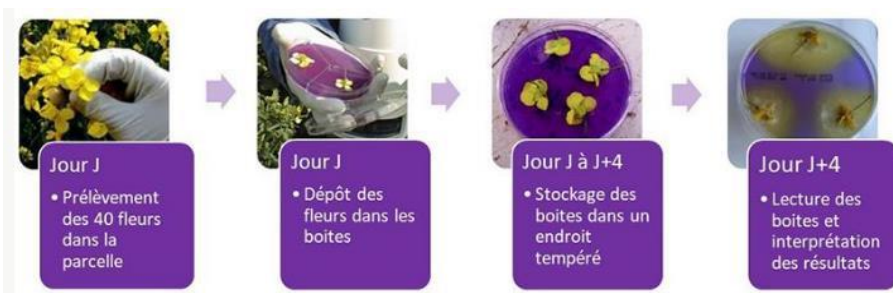 Jour J
• Prélèvement
des 40 fleurs
dans la
parcelle
Jour J
• Dépôt des
fleurs dans les
boites
Jour J à J+4
• Stockage des
boites dans un
endroit
tempéré
Jour J+4
• Lecture des
boites et
interprétation
des résultats